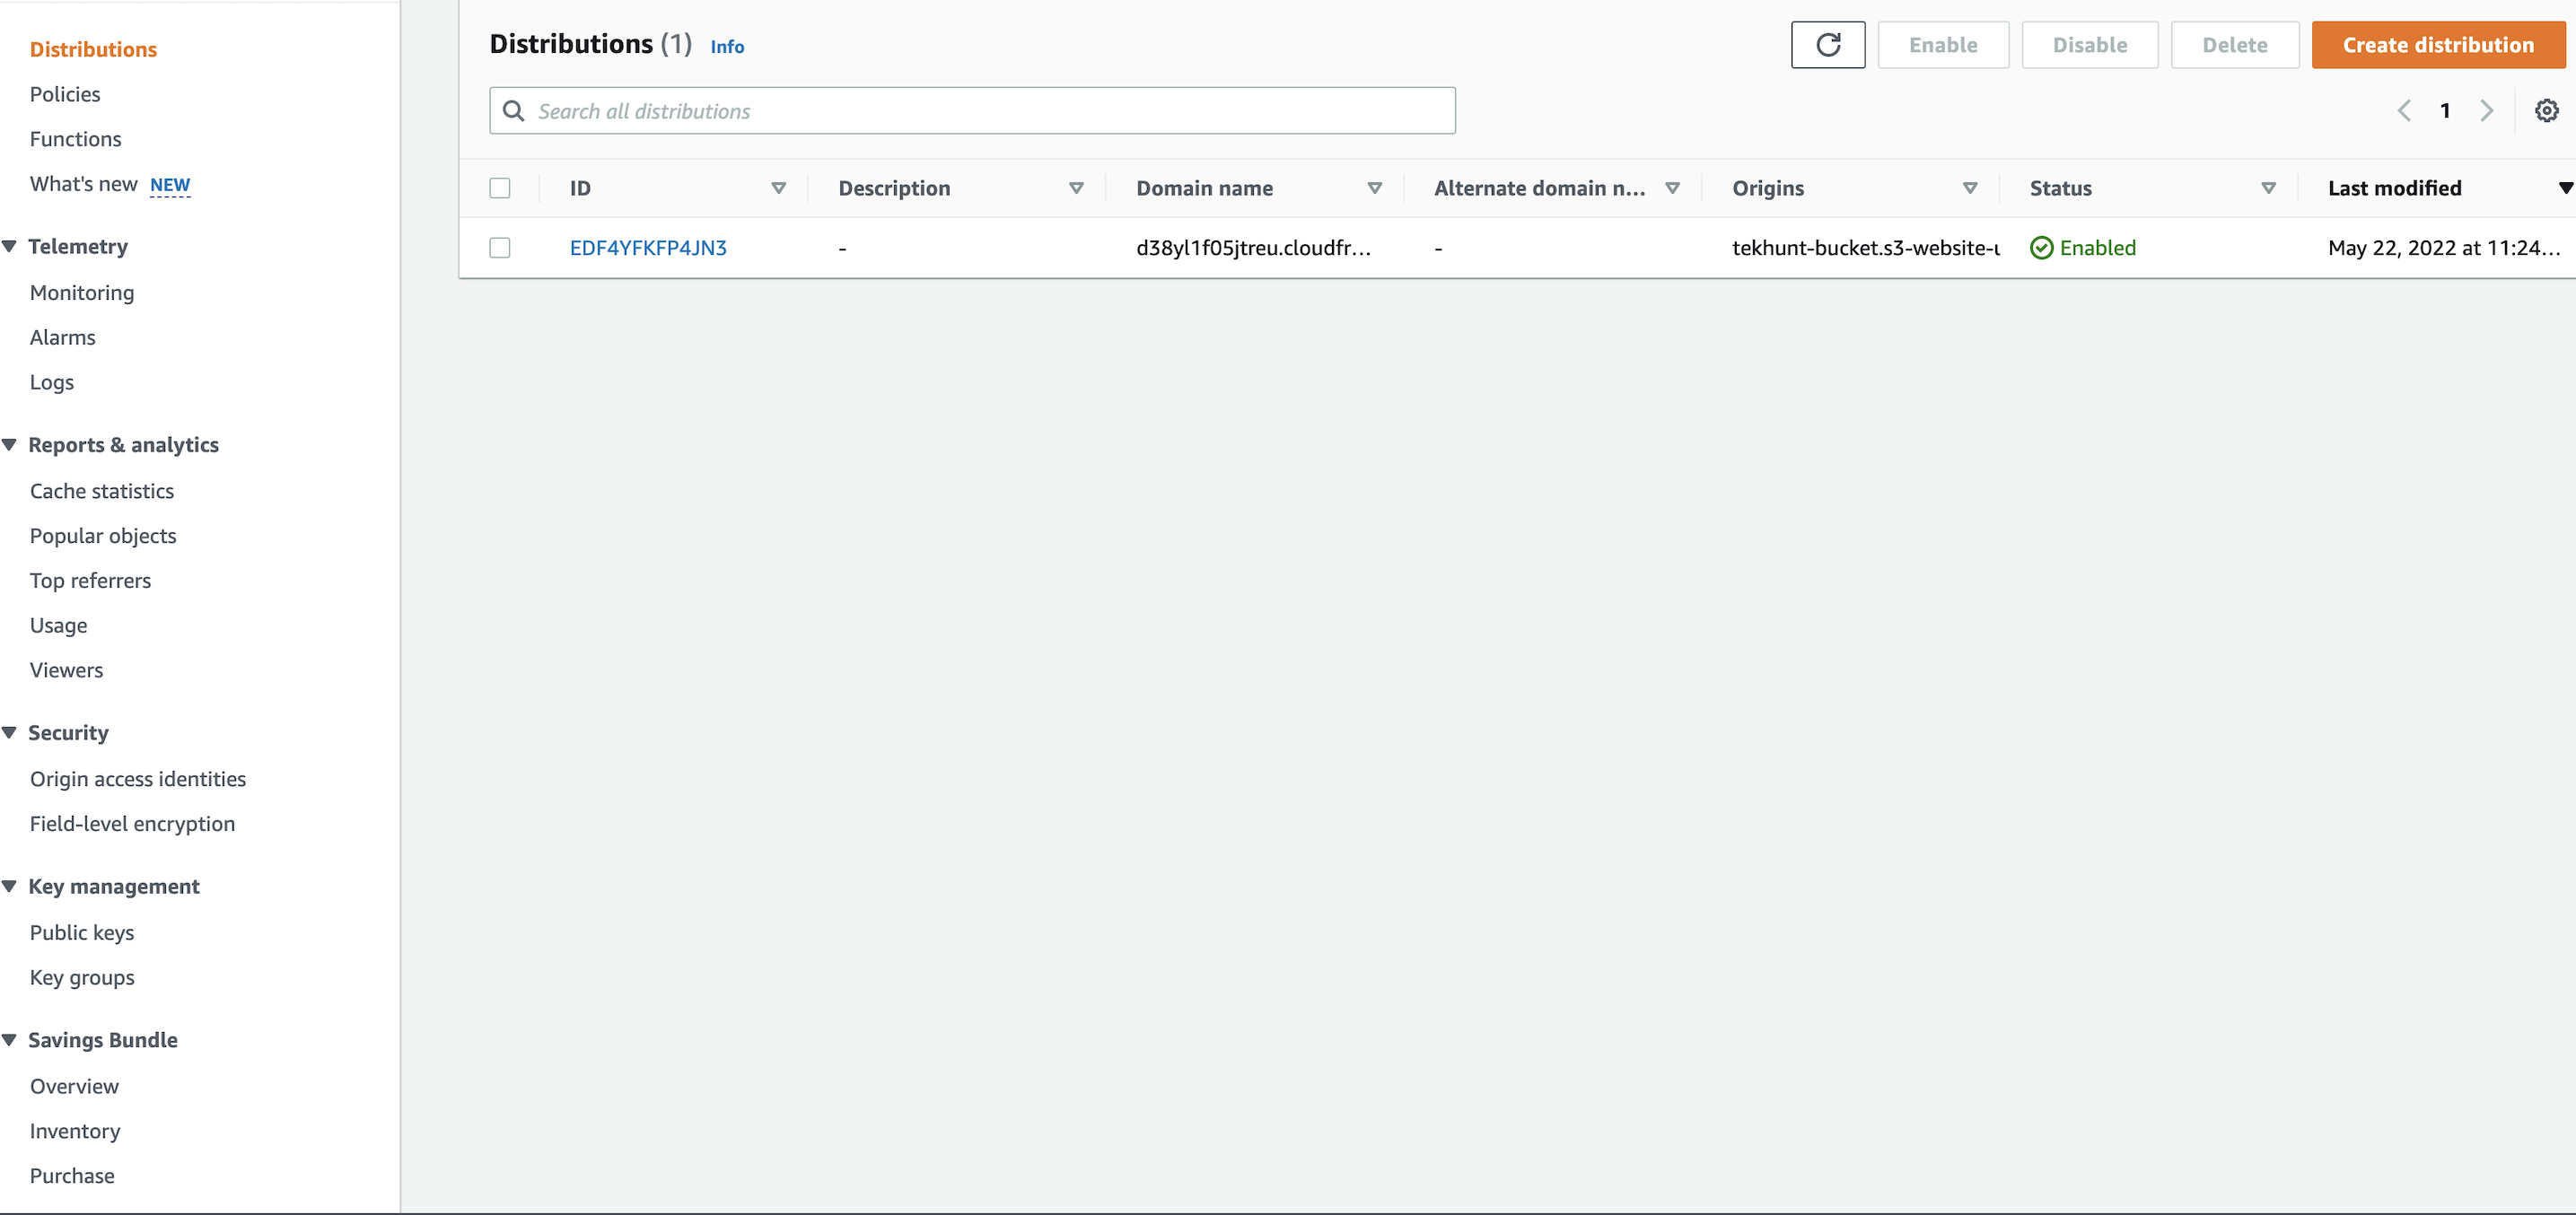 Distributions
Policies
Functions
What's new NEW
Telemetry
Monitoring
Alarms
Logs
Reports & analytics
Cache statistics
Popular objects
Top referrers
Usage
Viewers
Security
Origin access identities
Field-level encryption
Key management
Public keys
Key groups
Savings Bundle
Overview
Inventory
Purchase
Distributions (1) Info
Enable Disable Delete Create distribution
Search all distributions
1
ID Description Domain name Alternate domain n... Origins Status Last modified
EDF4YFKFP4JN3 - d38yl1f05jtreu.cloudfr... - tekhunt-bucket.s3-website-u Enabled May 22, 2022 at 11:24...